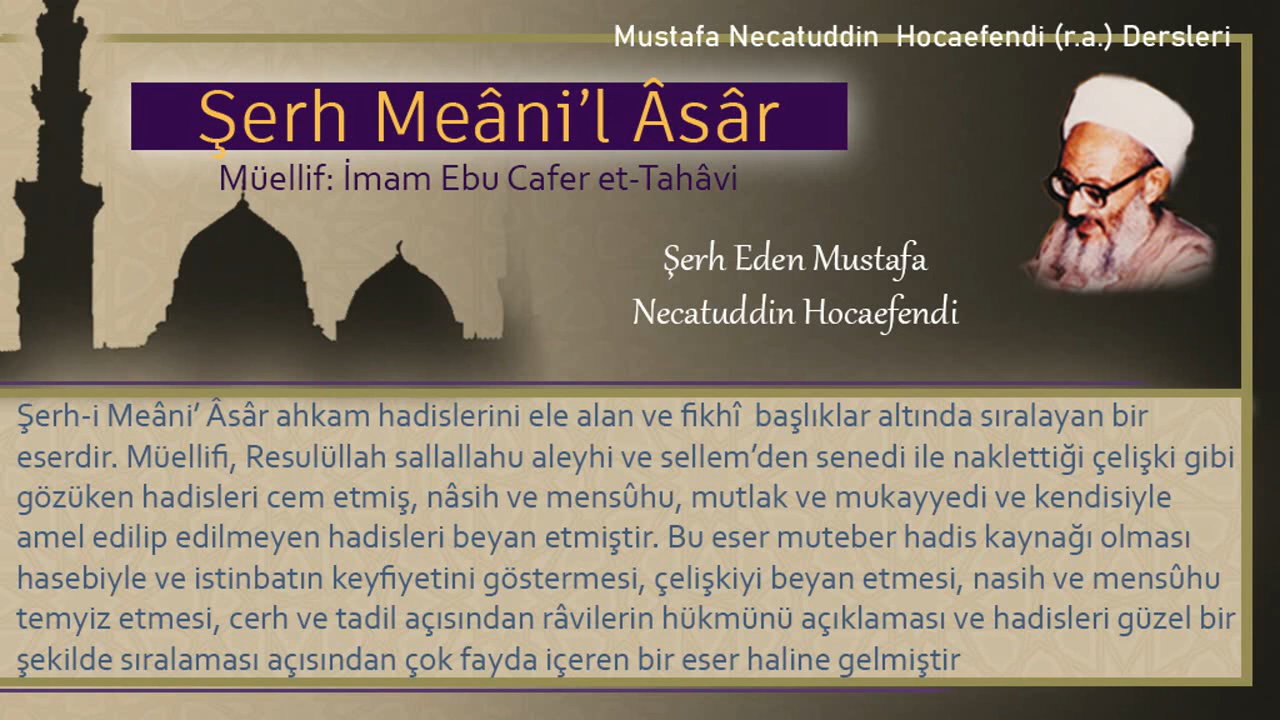 Mustafa Necatuddin Hocaefendi (r.a.) Dersleri
Şerh Meâni’l Âsâr
Müellif: İmam Ebu Cafer et-Tahâvi
Şerh Eden Mustafa
Necatuddin Hocaefendi
Şerh-i Meâni’ Âsâr ahkam hadislerini ele alan ve fikhî başlıklar altında sıralayan bir
eserdir. Müellifi, Resulüllah sallallahu aleyhi ve sellem’den senedi ile naklettiği çelişki gibi
gözüken hadisleri cem etmiş, nâsih ve mensûhu, mutlak ve mukayyedi ve kendisiyle
amel edilip edilmeyen hadisleri beyan etmiştir. Bu eser muteber hadis kaynağı olması
hasebiyle ve istinbatın keyfiyetini göstermesi, çelişkiyi beyan etmesi, nasih ve mensûhu
temyiz etmesi, cerh ve tadil açısından râvilerin hükmünü açıklaması ve hadisleri güzel bir
şekilde sıralaması açısından çok fayda içeren bir eser haline gelmiştir